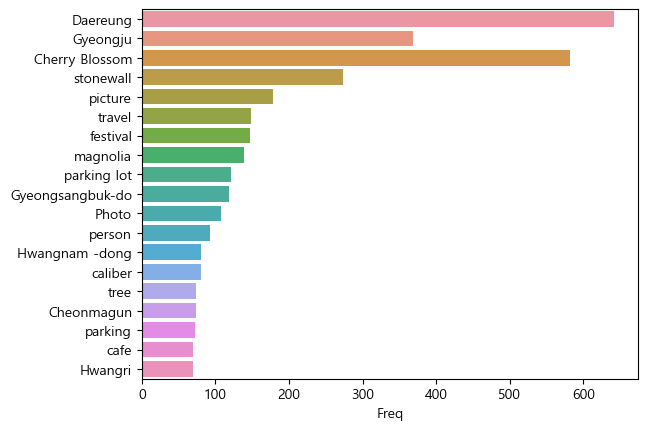 Daereung
Gyeongju
Cherry Blossom
stonewall
picture
travel
festival
magnolia
parking lot
Gyeongsangbuk-do
Photo
person
Hwangnam -dong
caliber
tree
Cheonmagun
parking
cafe
Hwangri
0 100 200 300 400 500 600
Freq